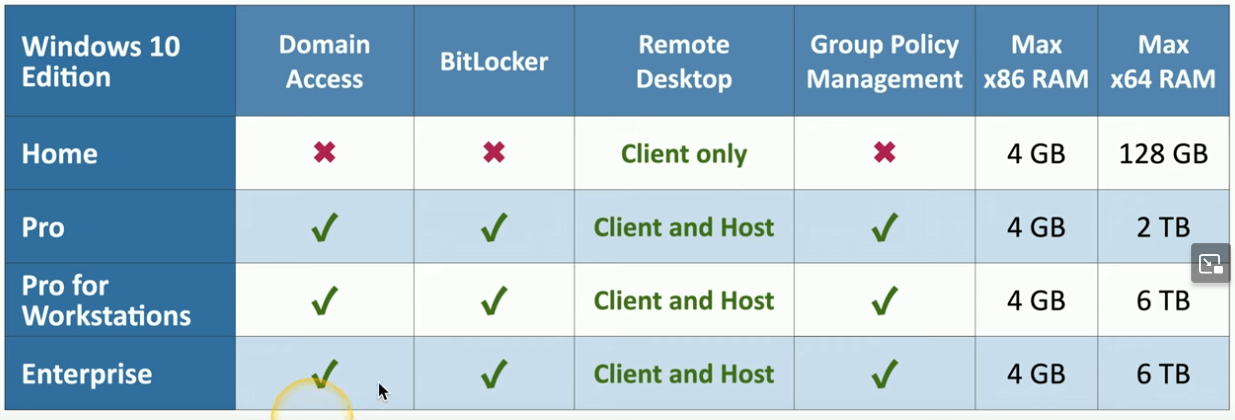 Windows 10 Edition | Domain Access | BitLocker | Remote Desktop | Group Policy Management | Max x86 RAM | Max x64 RAM
Home | ✖ | ✖ | Client only | ✖ | 4 GB | 128 GB
Pro | ✓ | ✓ | Client and Host | ✓ | 4 GB | 2 TB
Pro for Workstations | ✓ | ✓ | Client and Host | ✓ | 4 GB | 6 TB
Enterprise | ✓ | ✓ | Client and Host | ✓ | 4 GB | 6 TB